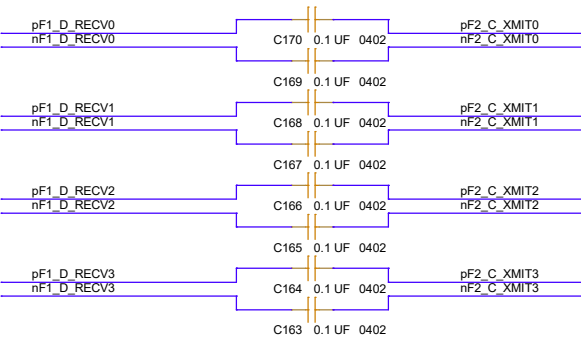 pF1_D_RECV0 pF2_C_XMIT0
nF1_D_RECV0 C170 0.1 UF 0402 nF2_C_XMIT0
C169 0.1 UF 0402
pF1_D_RECV1 pF2_C_XMIT1
nF1_D_RECV1 C168 0.1 UF 0402 nF2_C_XMIT1
C167 0.1 UF 0402
pF1_D_RECV2 pF2_C_XMIT2
nF1_D_RECV2 C166 0.1 UF 0402 nF2_C_XMIT2
C165 0.1 UF 0402
pF1_D_RECV3 pF2_C_XMIT3
nF1_D_RECV3 C164 0.1 UF 0402 nF2_C_XMIT3
C163 0.1 UF 0402